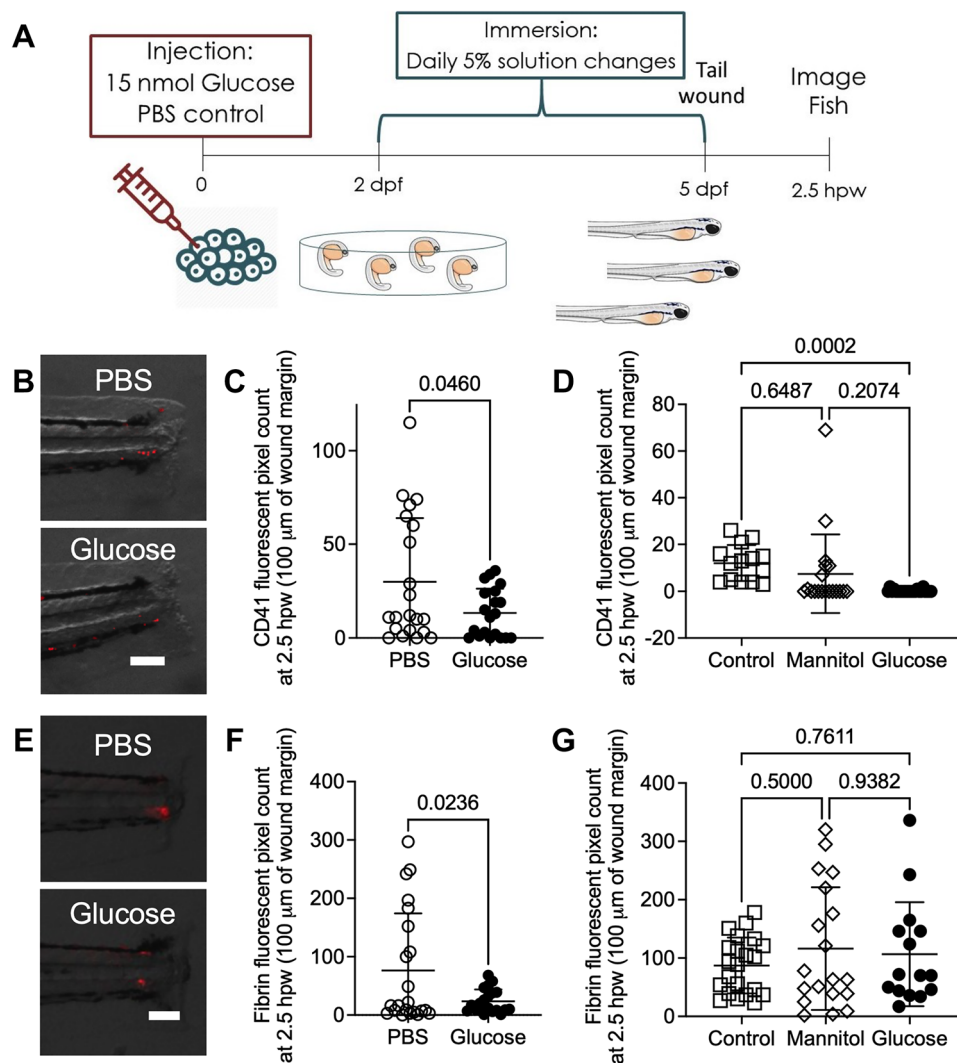 A
Injection:
15 nmol Glucose
PBS control
Immersion:
Daily 5% solution changes
Tail
wound
Image
Fish
0
2 dpf
5 dpf
2.5 hpw
B
PBS
Glucose
C
CD41 fluorescent pixel count
at 2.5 hpw (100 μm of wound margin)
0.0460
100
50
0
PBS
Glucose
D
CD41 fluorescent pixel count
at 2.5 hpw (100 μm of wound margin)
0.0002
0.6487
0.2074
80
60
40
20
0
-20
Control
Mannitol
Glucose
E
PBS
Glucose
F
Fibrin fluorescent pixel count
at 2.5 hpw (100 μm of wound margin)
0.0236
400
300
200
100
0
PBS
Glucose
G
Fibrin fluorescent pixel count
at 2.5 hpw (100 μm of wound margin)
0.7611
0.5000
0.9382
400
300
200
100
0
Control
Mannitol
Glucose